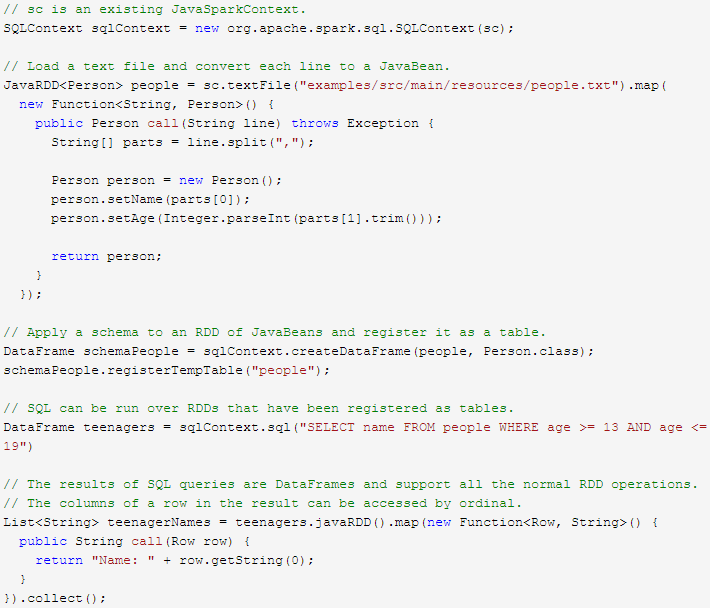 // sc is an existing JavaSparkContext.
SQLContext sqlContext = new org.apache.spark.sql.SQLContext(sc);

// Load a text file and convert each line to a JavaBean.
JavaRDD<Person> people = sc.textFile("examples/src/main/resources/people.txt").map(
  new Function<String, Person>() {
    public Person call(String line) throws Exception {
      String[] parts = line.split(",");

      Person person = new Person();
      person.setName(parts[0]);
      person.setAge(Integer.parseInt(parts[1].trim()));

      return person;
    }
  });

// Apply a schema to an RDD of JavaBeans and register it as a table.
DataFrame schemaPeople = sqlContext.createDataFrame(people, Person.class);
schemaPeople.registerTempTable("people");

// SQL can be run over RDDs that have been registered as tables.
DataFrame teenagers = sqlContext.sql("SELECT name FROM people WHERE age >= 13 AND age <=
19")

// The results of SQL queries are DataFrames and support all the normal RDD operations.
// The columns of a row in the result can be accessed by ordinal.
List<String> teenagerNames = teenagers.javaRDD().map(new Function<Row, String>() {
  public String call(Row row) {
    return "Name: " + row.getString(0);
  }
}).collect();